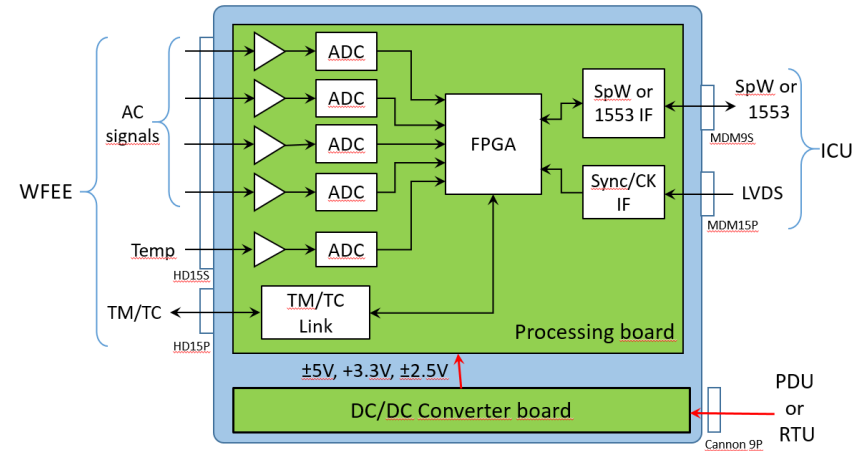 WFEE
AC
signals
Temp
TM/TC
HD15S
HD15P
ADC
ADC
ADC
ADC
ADC
TM/TC
Link
FPGA
SpW or
1553 IF
Sync/CK
IF
Processing board
±5V, +3.3V, ±2.5V
DC/DC Converter board
MDM9S
MDM15P
SpW or
1553
LVDS
ICU
PDU
or
RTU
Cannon 9P